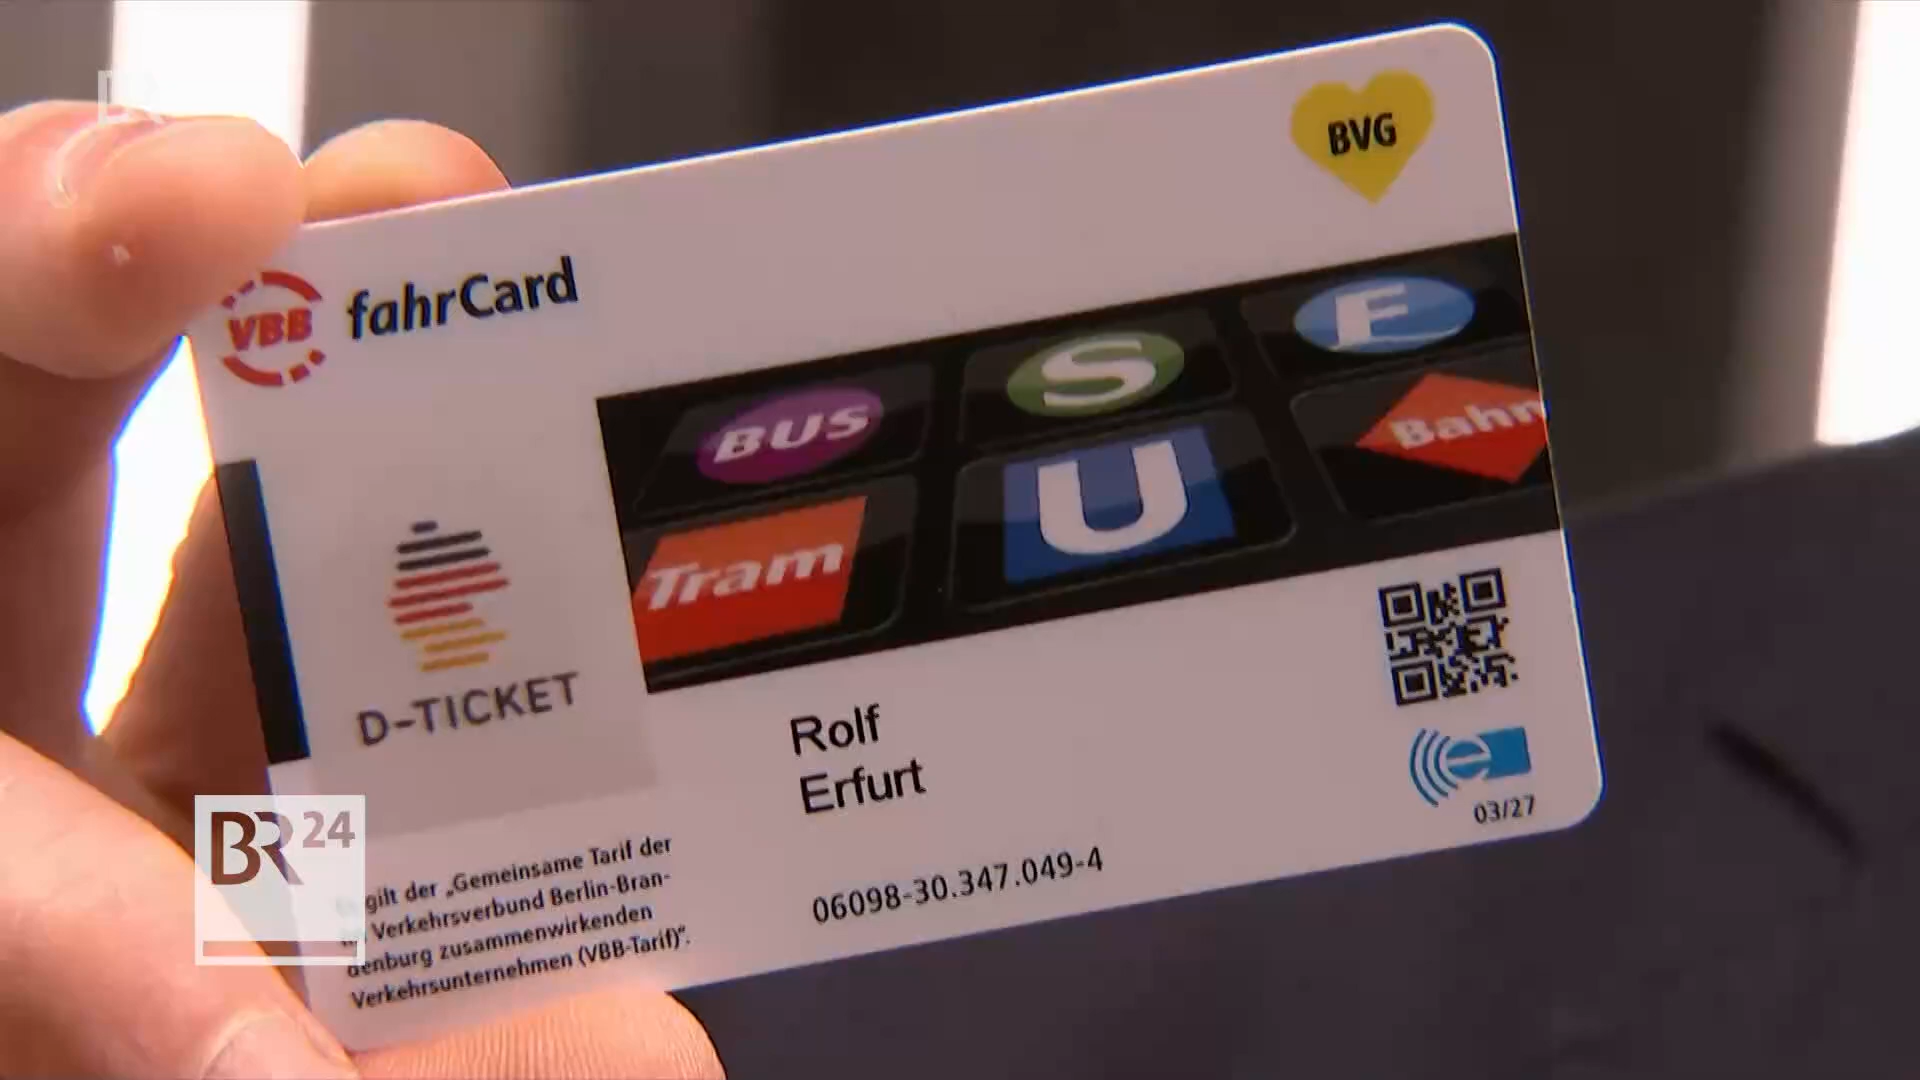 BR
BVG
VBB fahrCard
BUS S F
Tram U Bahn
D-TICKET
Rolf
Erfurt
03/27
06098-30.347.049-4
BR24
gilt der „Gemeinsame Tarif der
Verkehrsverbund Berlin-Bran-
denburg zusammenwirkenden
Verkehrsunternehmen (VBB-Tarif)“.